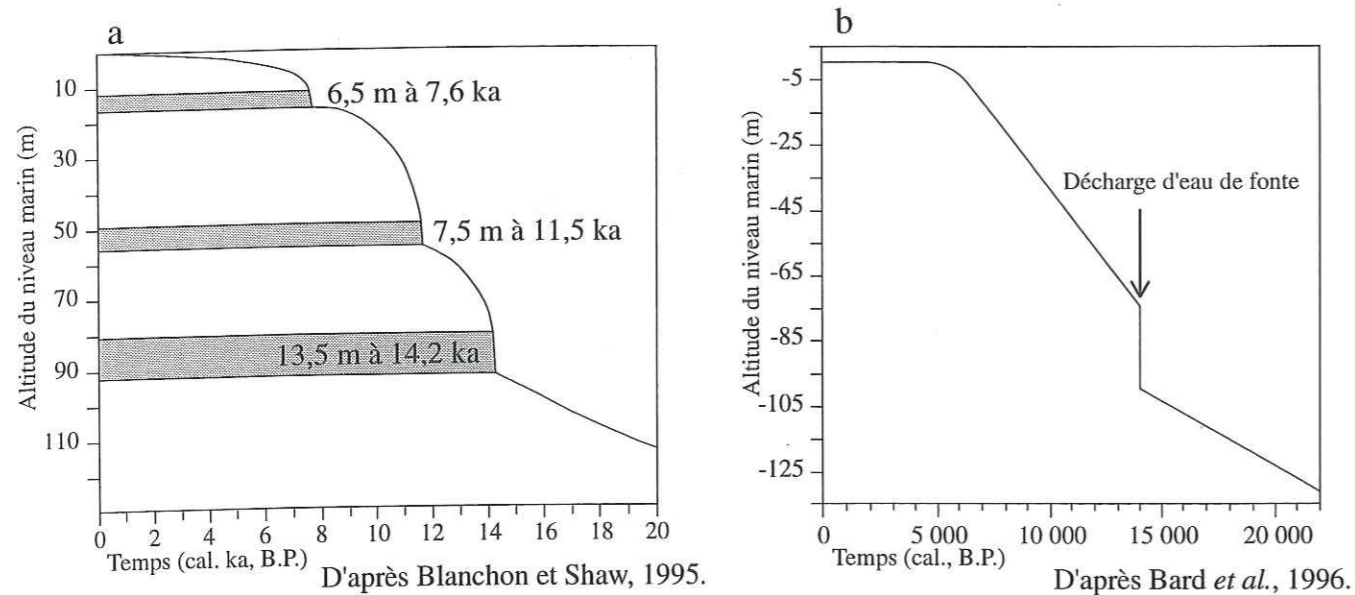 a
Altitude du niveau marin (m)
10
30
50
70
90
110
6,5 m à 7,6 ka
7,5 m à 11,5 ka
13,5 m à 14,2 ka
0 2 4 6 8 10 12 14 16 18 20
Temps (cal. ka, B.P.)
D'après Blanchon et Shaw, 1995.
b
Altitude du niveau marin (m)
-5
-25
-45
-65
-85
-105
-125
Décharge d'eau de fonte
0 5 000 10 000 15 000 20 000
Temps (cal., B.P.)
D'après Bard et al., 1996.